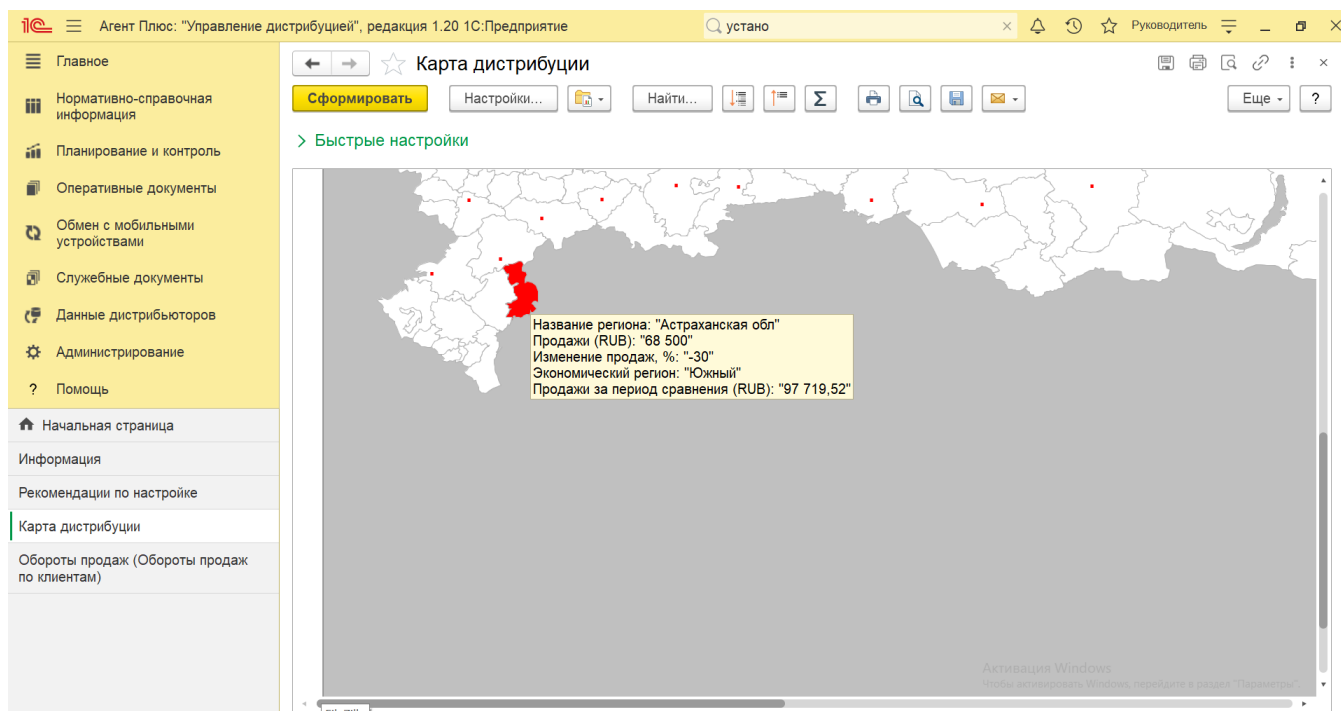 1С Агент Плюс: "Управление дистрибуцией", редакция 1.20 1С:Предприятие
устано
Руководитель
Главное
Нормативно-справочная
информация
Планирование и контроль
Оперативные документы
Обмен с мобильными
устройствами
Служебные документы
Данные дистрибьюторов
Администрирование
? Помощь
Начальная страница
Информация
Рекомендации по настройке
Карта дистрибуции
Обороты продаж (Обороты продаж
по клиентам)
Карта дистрибуции
Сформировать Настройки... Найти... Σ Еще ?
Быстрые настройки
Название региона: "Астраханская обл"
Продажи (RUB): "68 500"
Изменение продаж, %: "-30"
Экономический регион: "Южный"
Продажи за период сравнения (RUB): "97 719,52"
Активация Windows
Чтобы активировать Windows, перейдите в раздел "Параметры".